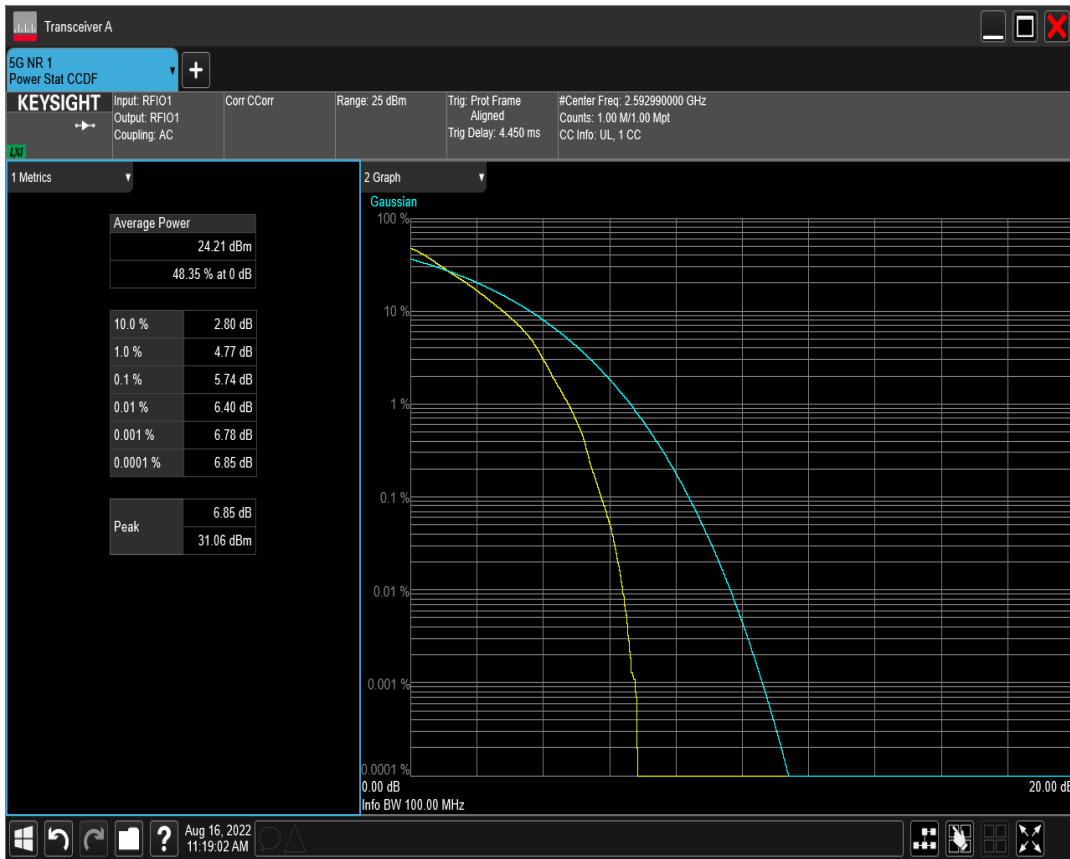 Transceiver A
5G NR 1
Power Stat CCDF
KEYSIGHT
LXI
Input: RFIO1
Output: RFIO1
Coupling: AC
Corr CCorr
Range: 25 dBm
Trig: Prot Frame
Aligned
Trig Delay: 4.450 ms
#Center Freq: 2.592990000 GHz
Counts: 1.00 M/1.00 Mpt
CC Info: UL, 1 CC
1 Metrics
Average Power
24.21 dBm
48.35 % at 0 dB
10.0 % 2.80 dB
1.0 % 4.77 dB
0.1 % 5.74 dB
0.01 % 6.40 dB
0.001 % 6.78 dB
0.0001 % 6.85 dB
Peak
6.85 dB
31.06 dBm
2 Graph
Gaussian
100 %
10 %
1 %
0.1 %
0.01 %
0.001 %
0.0001 %
0.00 dB 20.00 dB
Info BW 100.00 MHz
? Aug 16, 2022
11:19:02 AM